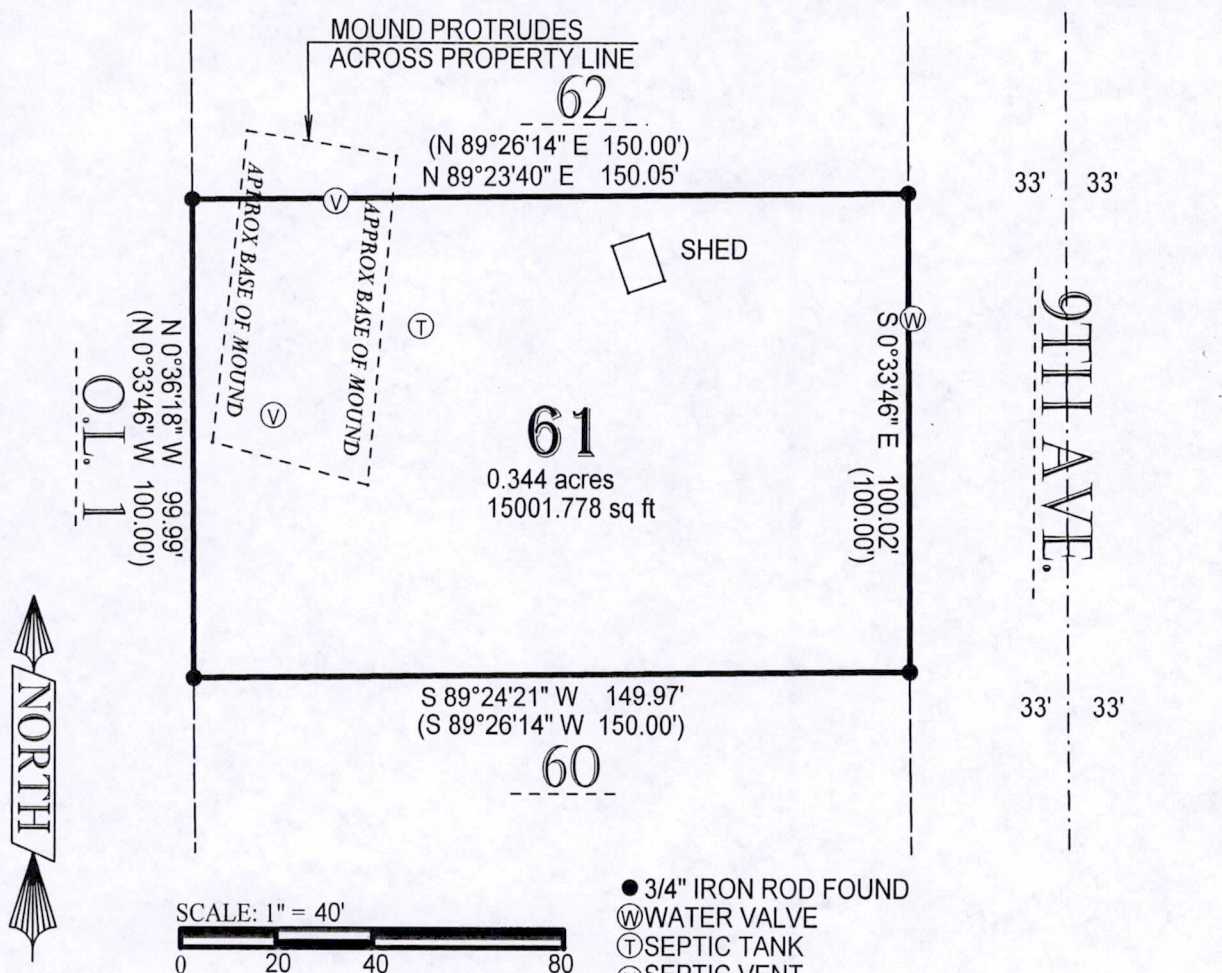 MOUND PROTRUDES
ACROSS PROPERTY LINE
62
(N 89°26'14" E 150.00')
N 89°23'40" E 150.05'
33' 33'
SHED
V
APPROX BASE OF MOUND
APPROX BASE OF MOUND
T
W
S 0°33'46" E 100.02'
(100.00')
9TH AVE.
N 0°36'18" W 99.99'
(N 0°33'46" W 100.00')
O.L. 1
V
61
0.344 acres
15001.778 sq ft
S 89°24'21" W 149.97'
(S 89°26'14" W 150.00')
60
33' 33'
NORTH
SCALE: 1" = 40'
0 20 40 80
3/4" IRON ROD FOUND
W WATER VALVE
T SEPTIC TANK
SEPTIC VENT